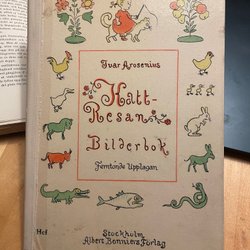 Ivar Arosenius
Katt-
Resan
Bilderbok
Femtonde Upplagan
Stockholm
Albert Bonniers Förlag